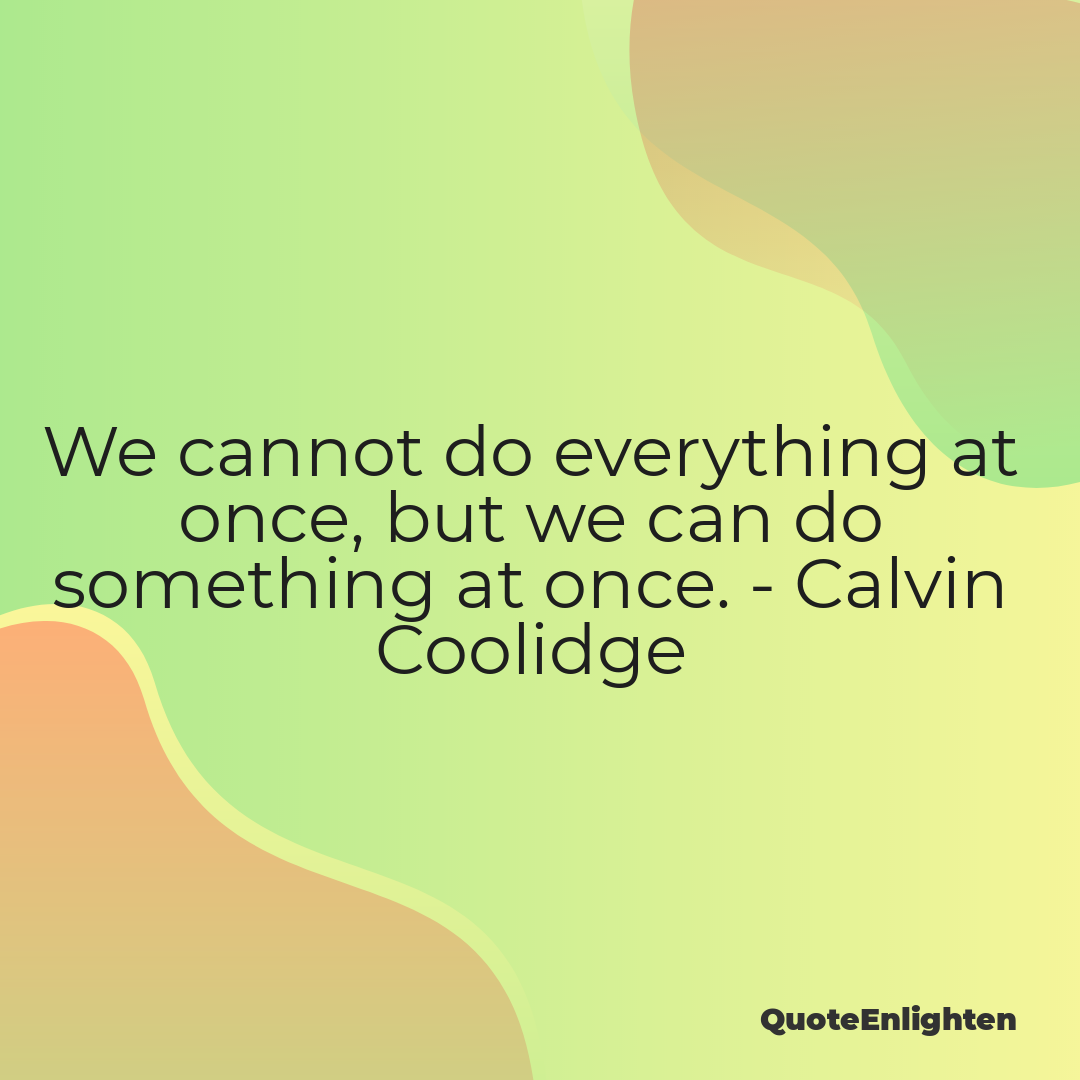 We cannot do everything at
once, but we can do
something at once. - Calvin
Coolidge
QuoteEnlighten